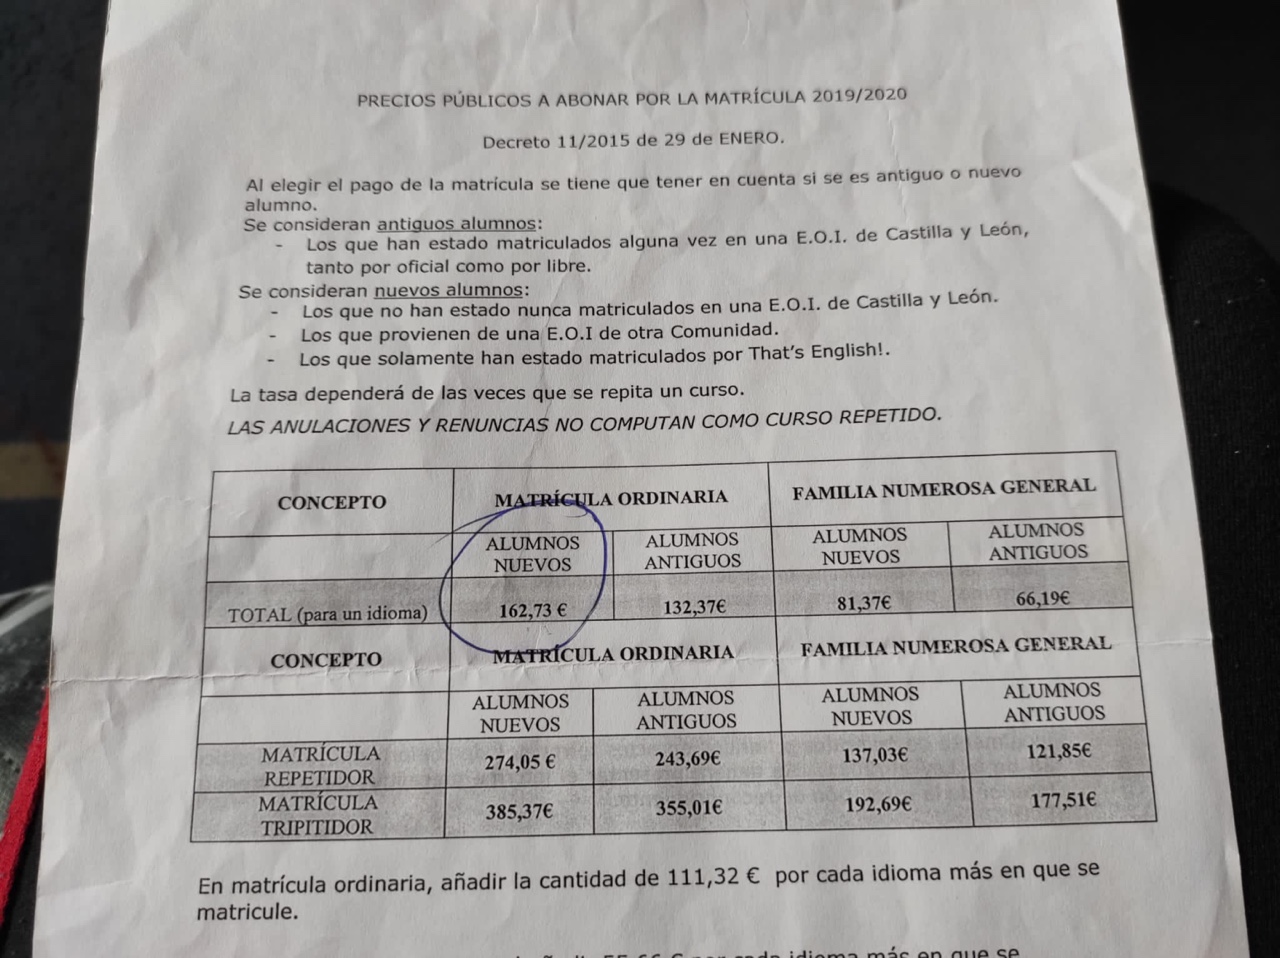 PRECIOS PÚBLICOS A ABONAR POR LA MATRÍCULA 2019/2020
Decreto 11/2015 de 29 de ENERO.
Al elegir el pago de la matrícula se tiene que tener en cuenta si se es antiguo o nuevo
alumno.
Se consideran antiguos alumnos:
- Los que han estado matriculados alguna vez en una E.O.I. de Castilla y León,
tanto por oficial como por libre.
Se consideran nuevos alumnos:
- Los que no han estado nunca matriculados en una E.O.I. de Castilla y León.
- Los que provienen de una E.O.I de otra Comunidad.
- Los que solamente han estado matriculados por That's English!.
La tasa dependerá de las veces que se repita un curso.
LAS ANULACIONES Y RENUNCIAS NO COMPUTAN COMO CURSO REPETIDO.
CONCEPTO MATRÍCULA ORDINARIA FAMILIA NUMEROSA GENERAL
ALUMNOS NUEVOS ALUMNOS ANTIGUOS ALUMNOS NUEVOS ALUMNOS ANTIGUOS
TOTAL (para un idioma) 162,73 € 132,37€ 81,37€ 66,19€
CONCEPTO MATRÍCULA ORDINARIA FAMILIA NUMEROSA GENERAL
ALUMNOS NUEVOS ALUMNOS ANTIGUOS ALUMNOS NUEVOS ALUMNOS ANTIGUOS
MATRÍCULA REPETIDOR 274,05 € 243,69€ 137,03€ 121,85€
MATRÍCULA TRIPITIDOR 385,37€ 355,01€ 192,69€ 177,51€
En matrícula ordinaria, añadir la cantidad de 111,32 € por cada idioma más en que se
matricule.
por cada idioma más en que se